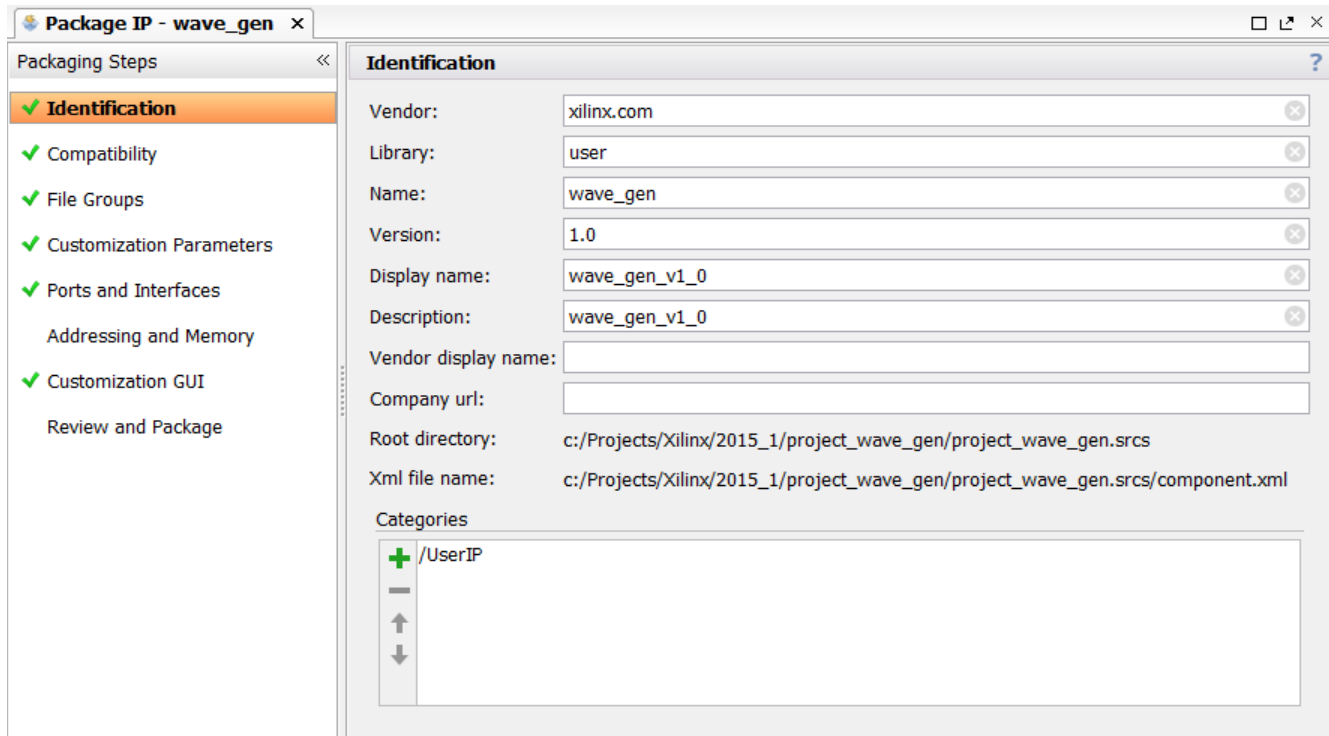 Package IP - wave_gen ×
Packaging Steps «
Identification
Compatibility
File Groups
Customization Parameters
Ports and Interfaces
Addressing and Memory
Customization GUI
Review and Package
Identification ?
Vendor: xilinx.com
Library: user
Name: wave_gen
Version: 1.0
Display name: wave_gen_v1_0
Description: wave_gen_v1_0
Vendor display name:
Company url:
Root directory: c:/Projects/Xilinx/2015_1/project_wave_gen/project_wave_gen.srcs
Xml file name: c:/Projects/Xilinx/2015_1/project_wave_gen/project_wave_gen.srcs/component.xml
Categories
/UserIP